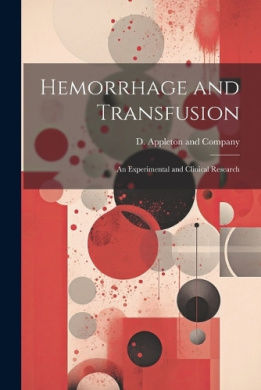 Hemorrhage and
Transfusion
D. Appleton and Company
An Experimental and Clinical Research